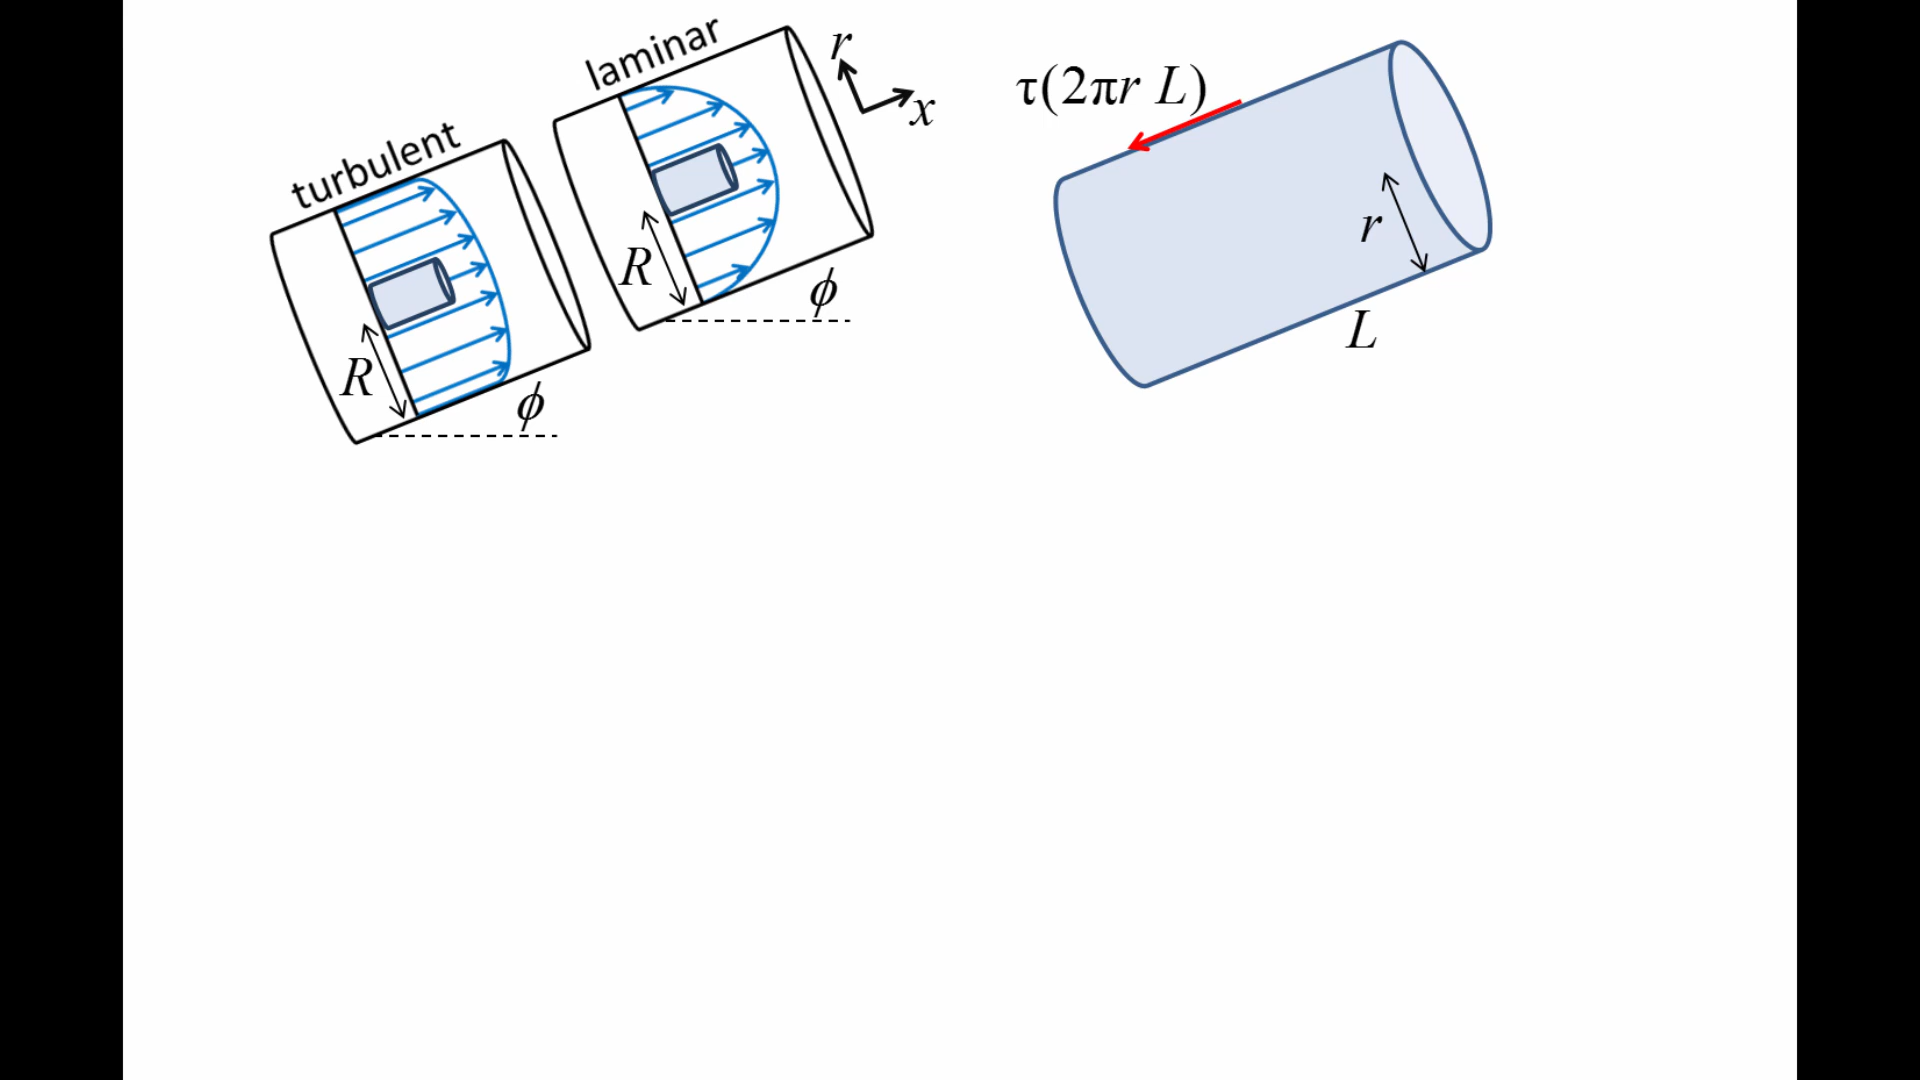 turbulent
R
ϕ
laminar
R
ϕ
r
x
τ(2πr L)
r
L